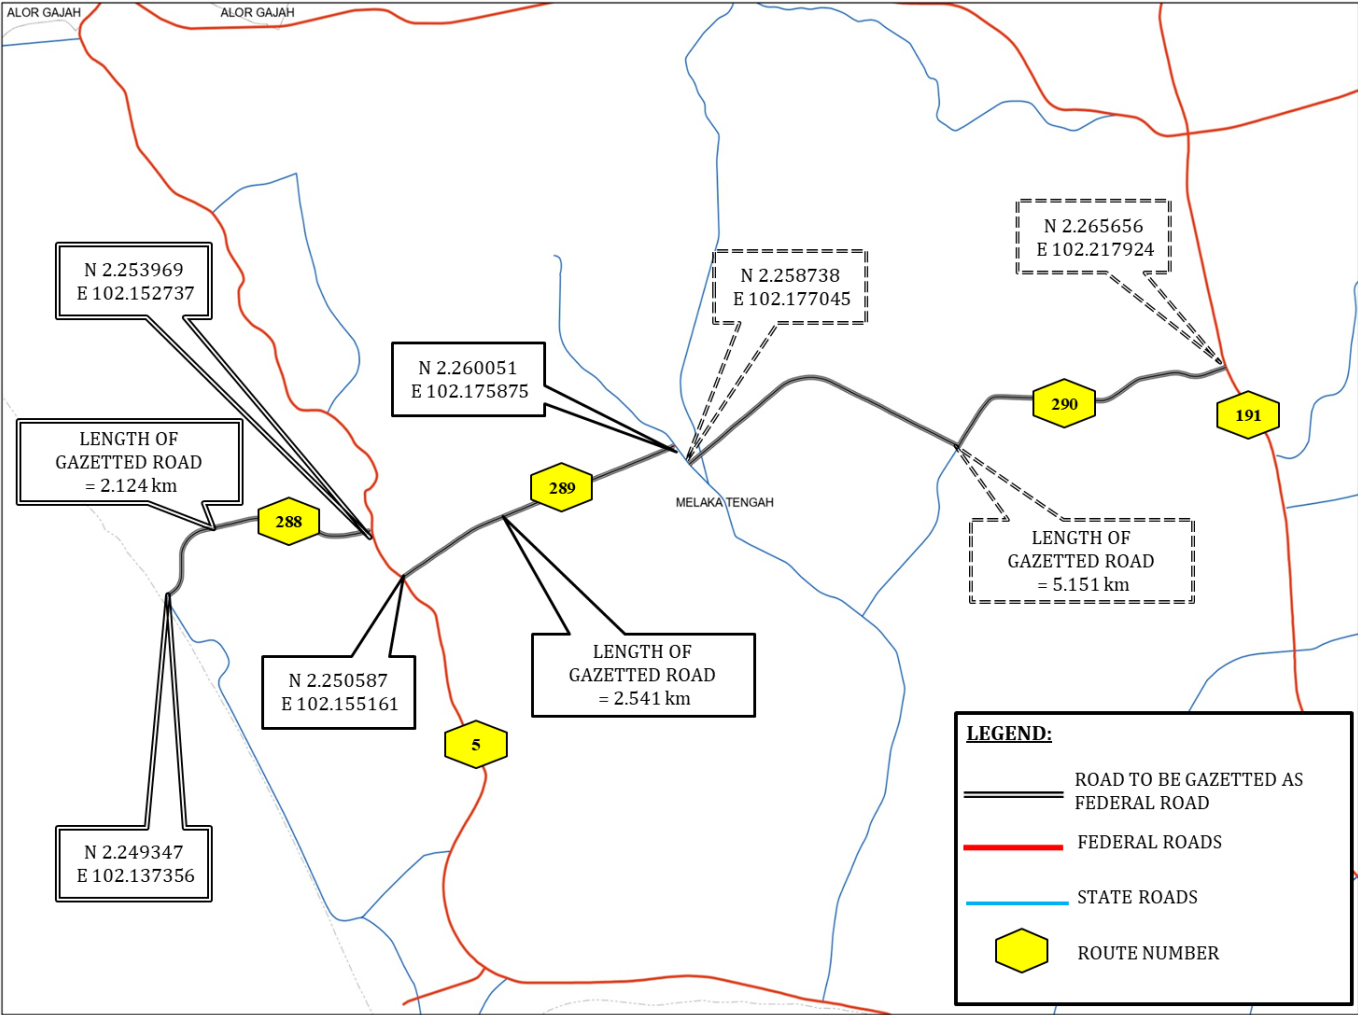 ALOR GAJAH
ALOR GAJAH
N 2.265656
E 102.217924
N 2.253969
E 102.152737
N 2.258738
E 102.177045
N 2.260051
E 102.175875
290
191
LENGTH OF
GAZETTED ROAD
= 2.124 km
289
MELAKA TENGAH
288
LENGTH OF
GAZETTED ROAD
= 5.151 km
LENGTH OF
GAZETTED ROAD
= 2.541 km
N 2.250587
E 102.155161
5
N 2.249347
E 102.137356
LEGEND:
ROAD TO BE GAZETTED AS
FEDERAL ROAD
FEDERAL ROADS
STATE ROADS
ROUTE NUMBER